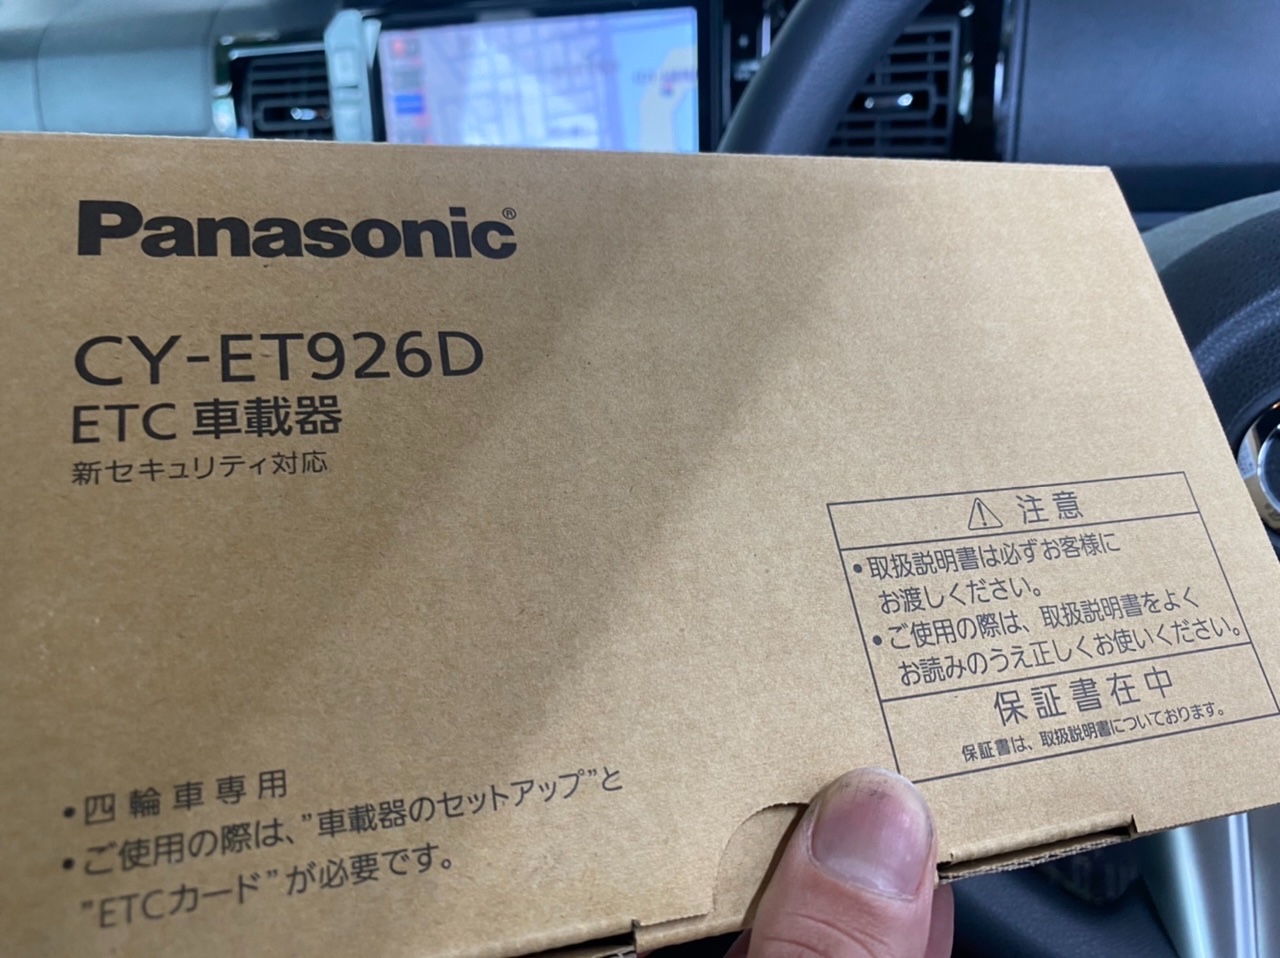 Panasonic®
CY-ET926D
ETC 車載器
新セキュリティ対応
⚠ 注意
•取扱説明書は必ずお客様に
お渡しください。
•ご使用の際は、取扱説明書をよく
お読みのうえ正しくお使いください。
保証書在中
保証書は、取扱説明書についております。
•四輪車専用
•ご使用の際は、”車載器のセットアップ”と
”ETCカード”が必要です。